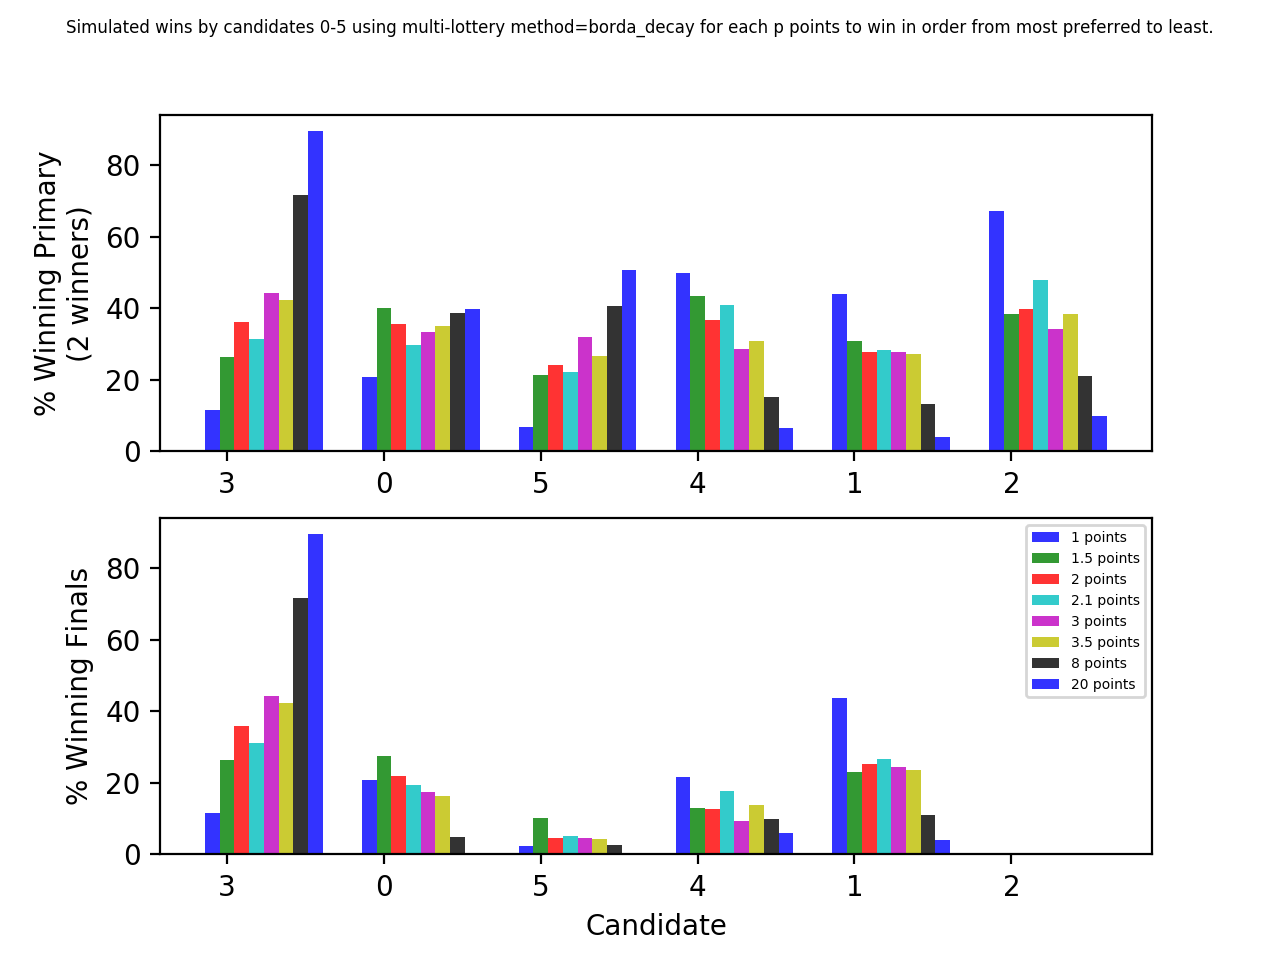 Simulated wins by candidates 0-5 using multi-lottery method=borda_decay for each p points to win in order from most preferred to least.
% Winning Primary
(2 winners)
80
60
40
20
0
3 0 5 4 1 2
% Winning Finals
80
60
40
20
0
1 points
1.5 points
2 points
2.1 points
3 points
3.5 points
8 points
20 points
3 0 5 4 1 2
Candidate